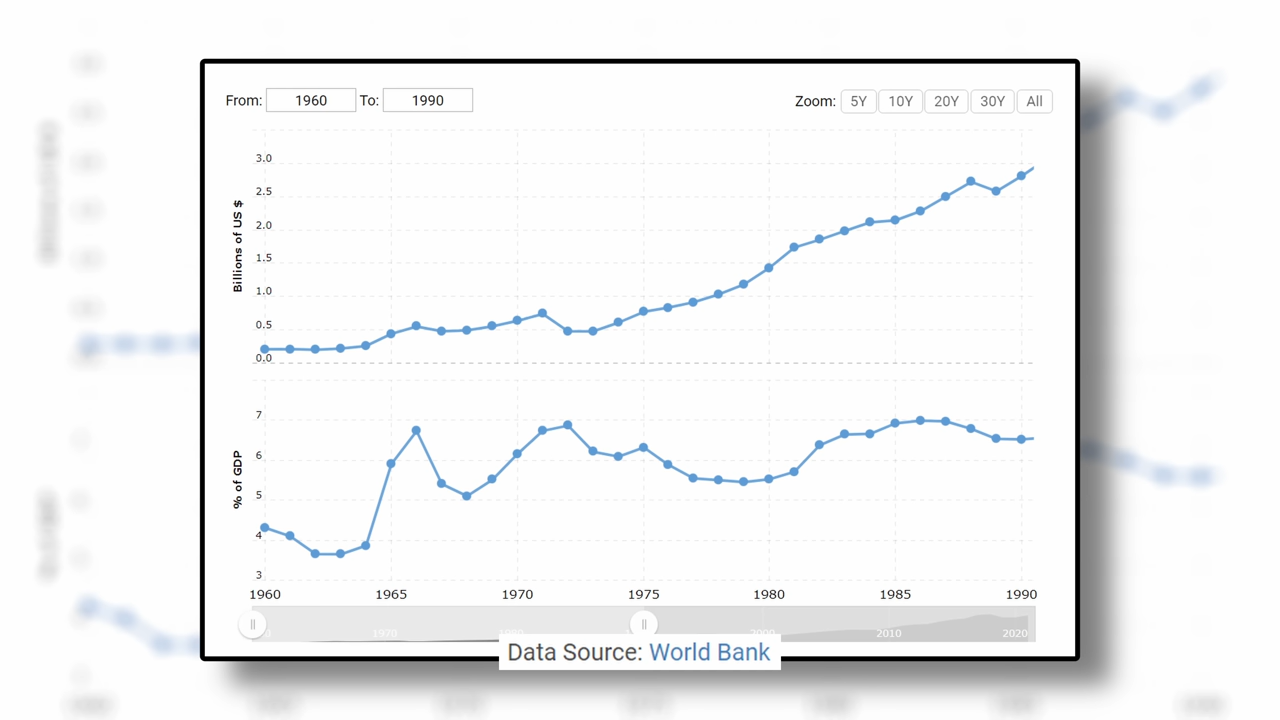 From: 1960 To: 1990
Zoom: 5Y 10Y 20Y 30Y All
Billions of US $
3.0
2.5
2.0
1.5
1.0
0.5
0.0
% of GDP
7
6
5
4
3
1960 1965 1970 1975 1980 1985 1990
1970 2000 2010 2020
Data Source: World Bank